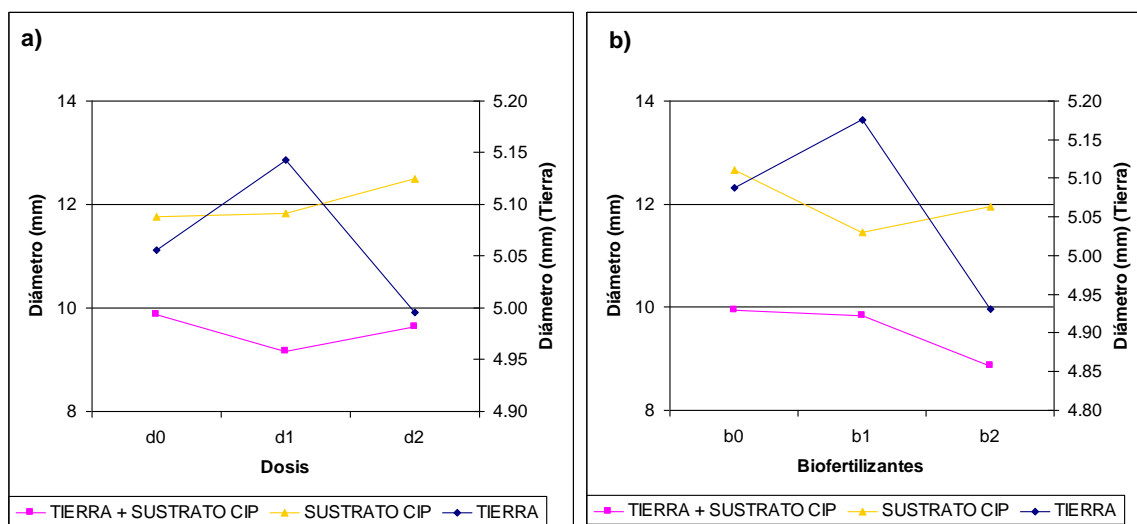 a)
14
12
10
8
Diámetro (mm)
5.20
5.15
5.10
5.05
5.00
4.95
4.90
Diámetro (mm) (Tierra)
d0 d1 d2
Dosis
TIERRA + SUSTRATO CIP SUSTRATO CIP TIERRA
b)
14
12
10
8
Diámetro (mm)
5.20
5.15
5.10
5.05
5.00
4.95
4.90
4.85
4.80
Diámetro (mm) (Tierra)
b0 b1 b2
Biofertilizantes
TIERRA + SUSTRATO CIP SUSTRATO CIP TIERRA